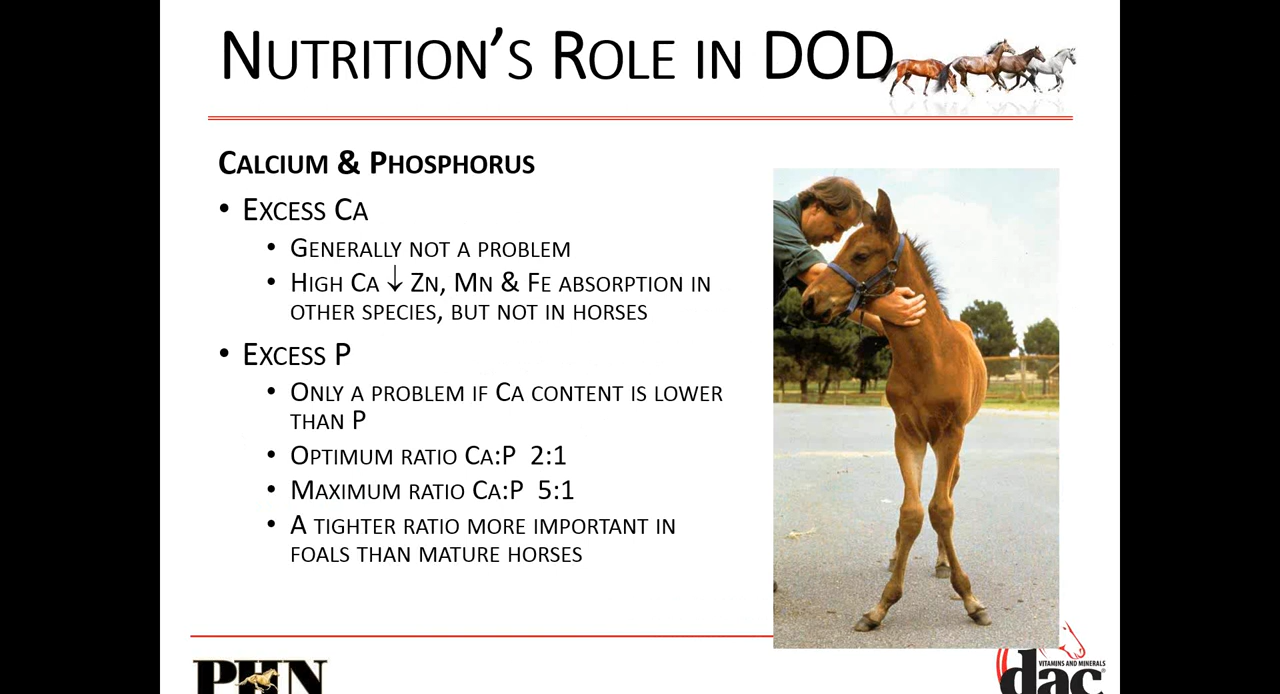 NUTRITION'S ROLE IN DOD
CALCIUM & PHOSPHORUS
• EXCESS CA
• GENERALLY NOT A PROBLEM
• HIGH CA ↓ ZN, MN & FE ABSORPTION IN
OTHER SPECIES, BUT NOT IN HORSES
• EXCESS P
• ONLY A PROBLEM IF CA CONTENT IS LOWER
THAN P
• OPTIMUM RATIO CA:P 2:1
• MAXIMUM RATIO CA:P 5:1
• A TIGHTER RATIO MORE IMPORTANT IN
FOALS THAN MATURE HORSES
PHN
dac®
VITAMINS AND MINERALS